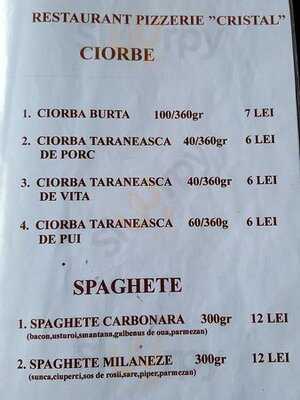 RESTAURANT PIZZERIE ”CRISTAL”
CIORBE
1. CIORBA BURTA 100/360gr 7 LEI
2. CIORBA TARANEASCA 40/360gr 6 LEI
DE PORC
3. CIORBA TARANEASCA 40/360gr 6 LEI
DE VITA
4. CIORBA TARANEASCA 60/360g 6 LEI
DE PUI
SPAGHETE
1. SPAGHETE CARBONARA 300gr 12 LEI
(bacon,usturoi,smantana,galbenus de oua,parmezan)
2. SPAGHETE MILANEZE 300gr 12 LEI
(sunca,ciuperci,sos de rosii,sare,piper,parmezan)